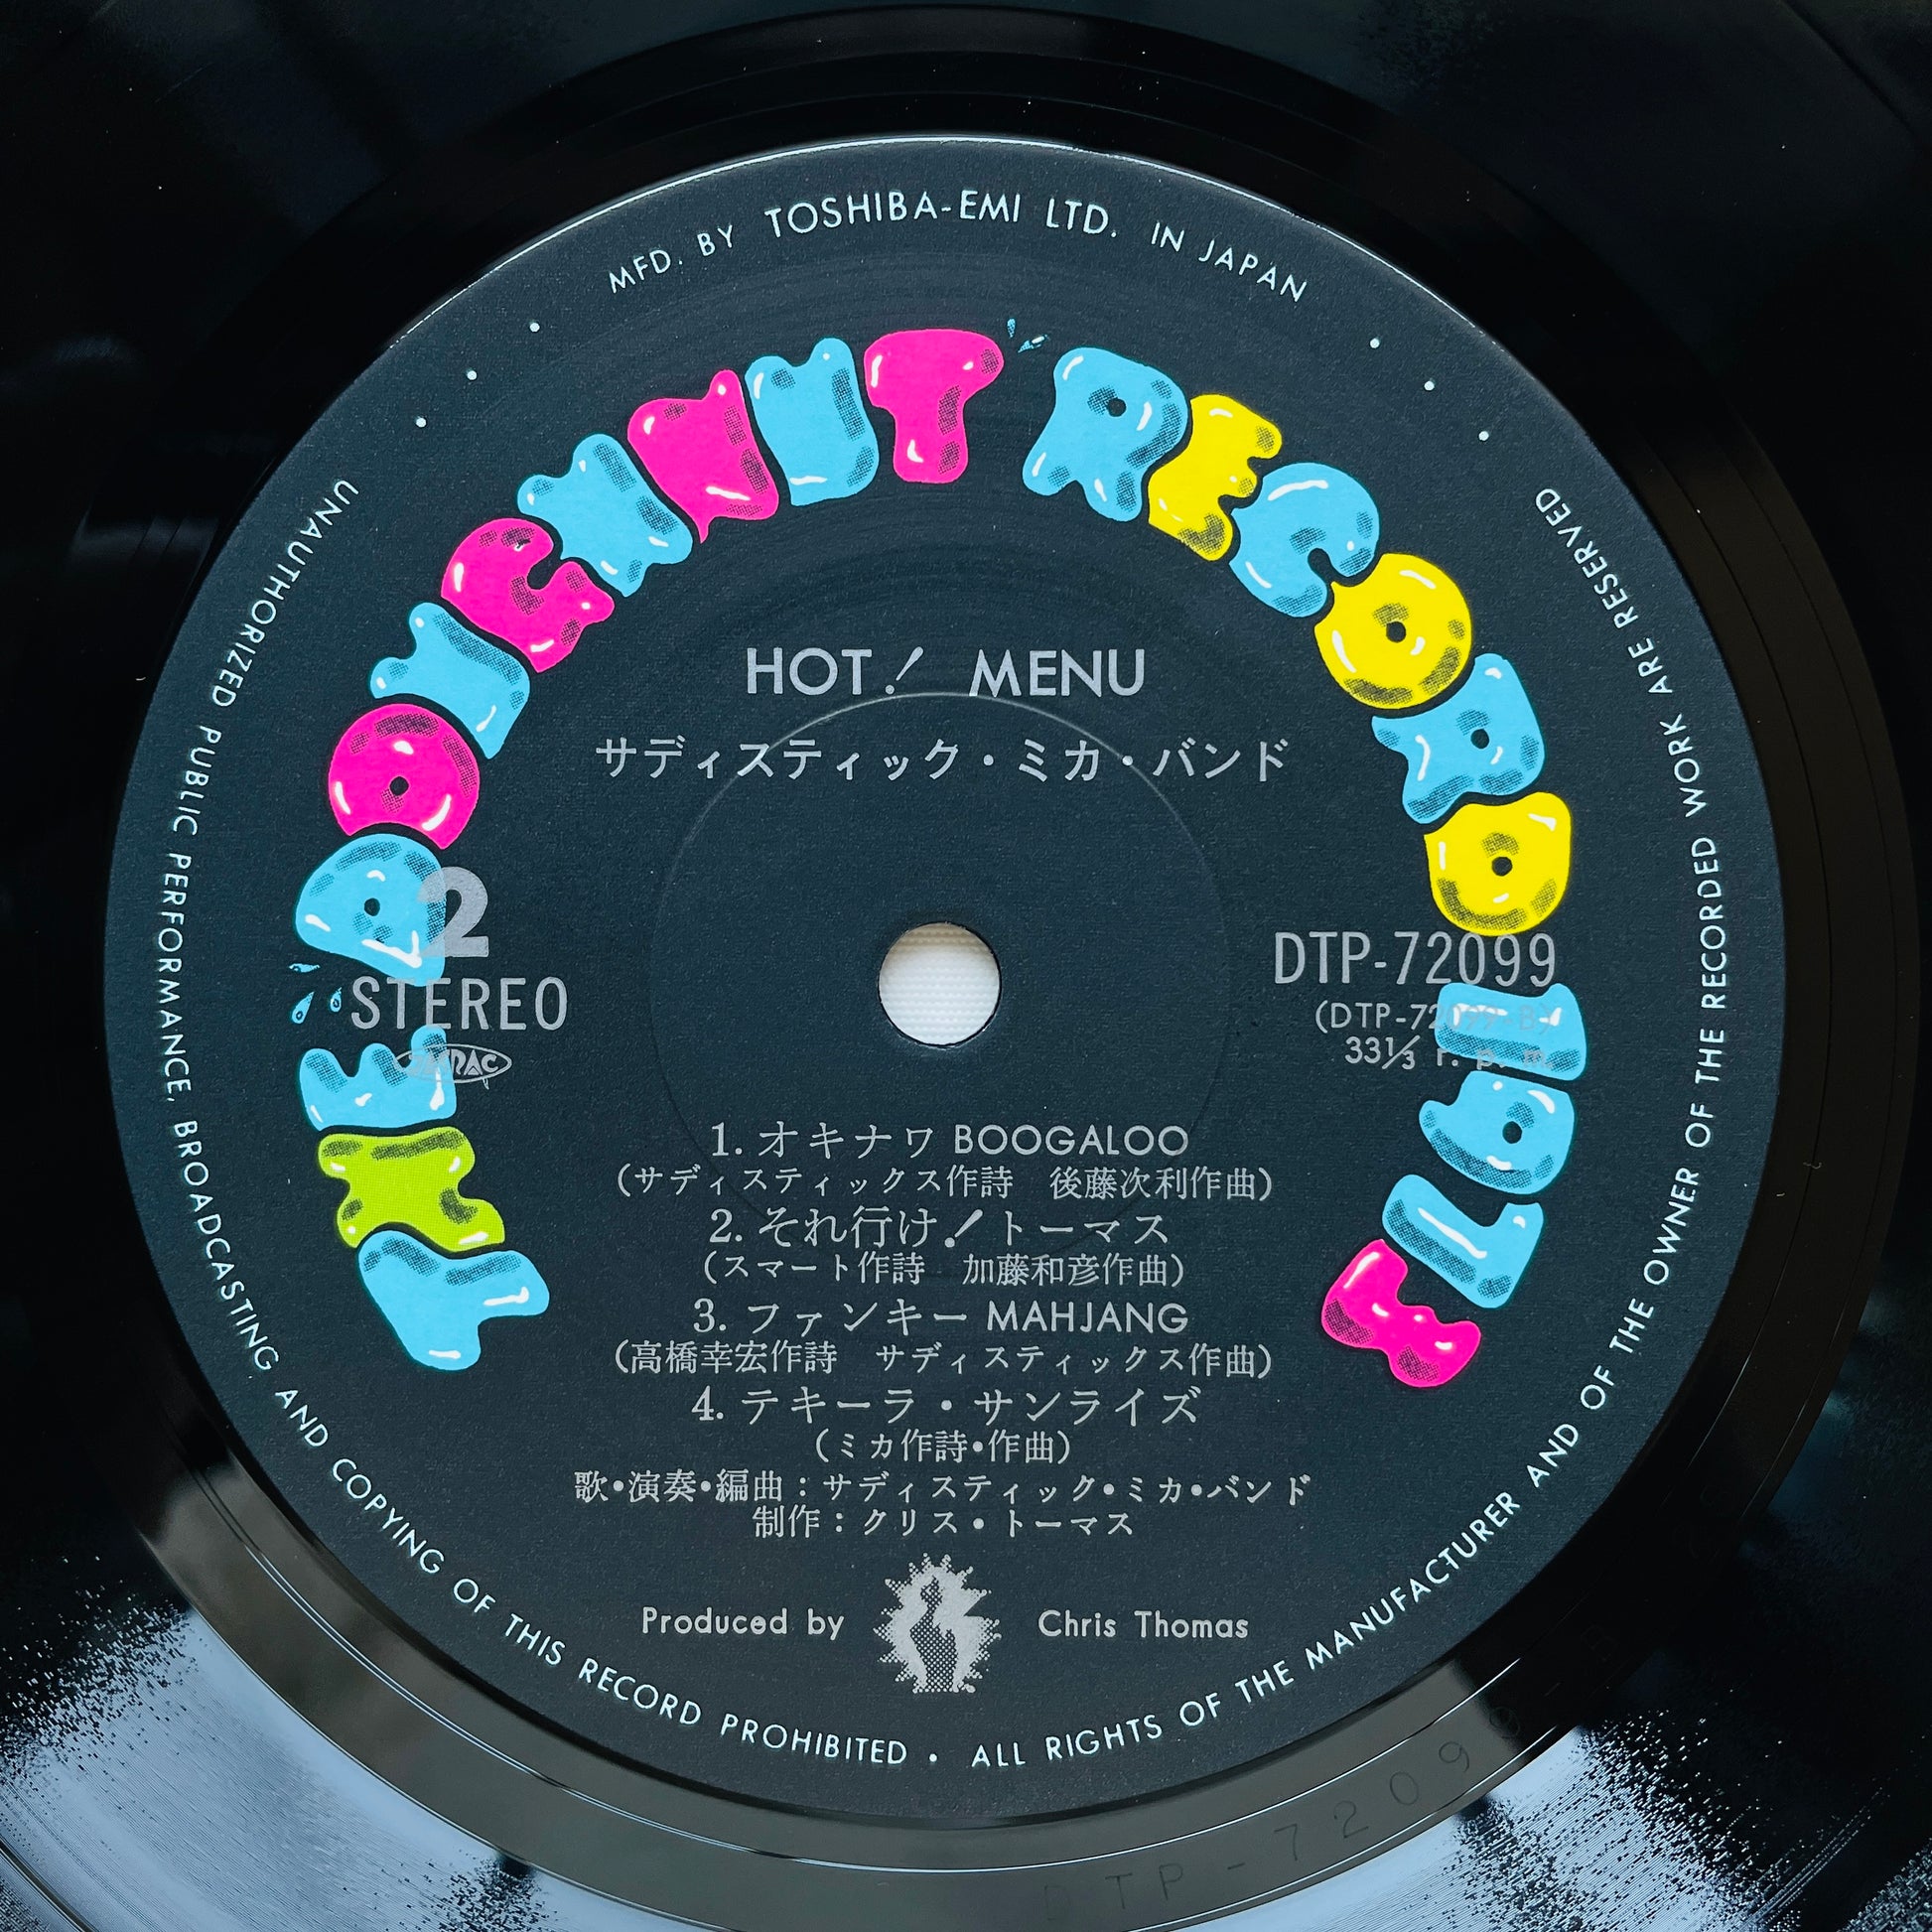 MFD. BY TOSHIBA-EMI LTD. IN JAPAN
DOUGHNUT RECORD
HOT! MENU
サディスティック・ミカ・バンド
2
STEREO
DTP-72099
(DTP-72099-B)
33⅓ r. p. m.
1. オキナワ BOOGALOO
(サディスティックス作詩　後藤次利作曲)
2. それ行け！トーマス
(スマート作詩　加藤和彦作曲)
3. ファンキー MAHJANG
(高橋幸宏作詩　サディスティックス作曲)
4. テキーラ・サンライズ
(ミカ作詩・作曲)
歌・演奏・編曲：サディスティック・ミカ・バンド
制作：クリス・トーマス
Produced by Chris Thomas
UNAUTHORIZED PUBLIC PERFORMANCE, BROADCASTING AND COPYING OF THIS RECORD PROHIBITED • ALL RIGHTS OF THE MANUFACTURER AND OF THE OWNER OF THE RECORDED WORK ARE RESERVED
DTP-7209